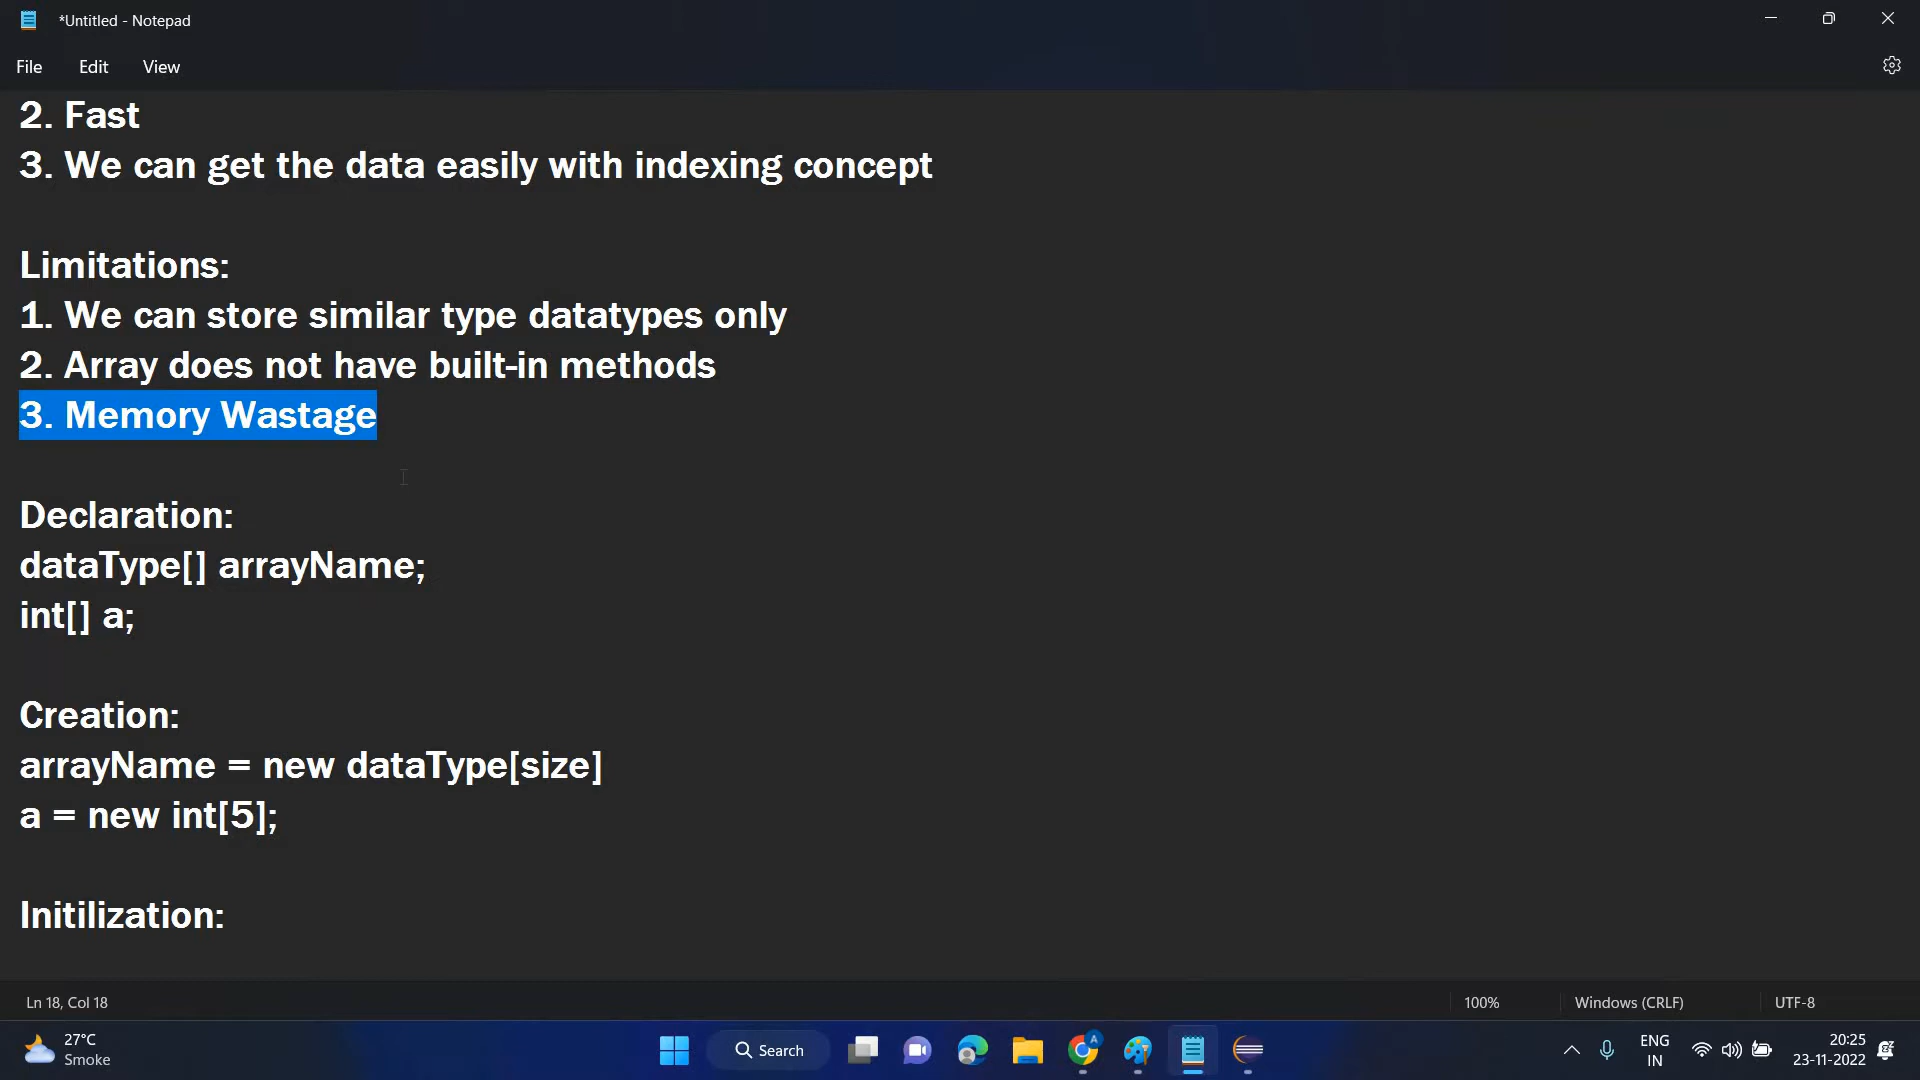 *Untitled - Notepad
File Edit View
2. Fast
3. We can get the data easily with indexing concept
Limitations:
1. We can store similar type datatypes only
2. Array does not have built-in methods
3. Memory Wastage
Declaration:
dataType[] arrayName;
int[] a;
Creation:
arrayName = new dataType[size]
a = new int[5];
Initilization:
Ln 18, Col 18 100% Windows (CRLF) UTF-8
27°C
Smoke
Search
A
ENG
IN
20:25
23-11-2022